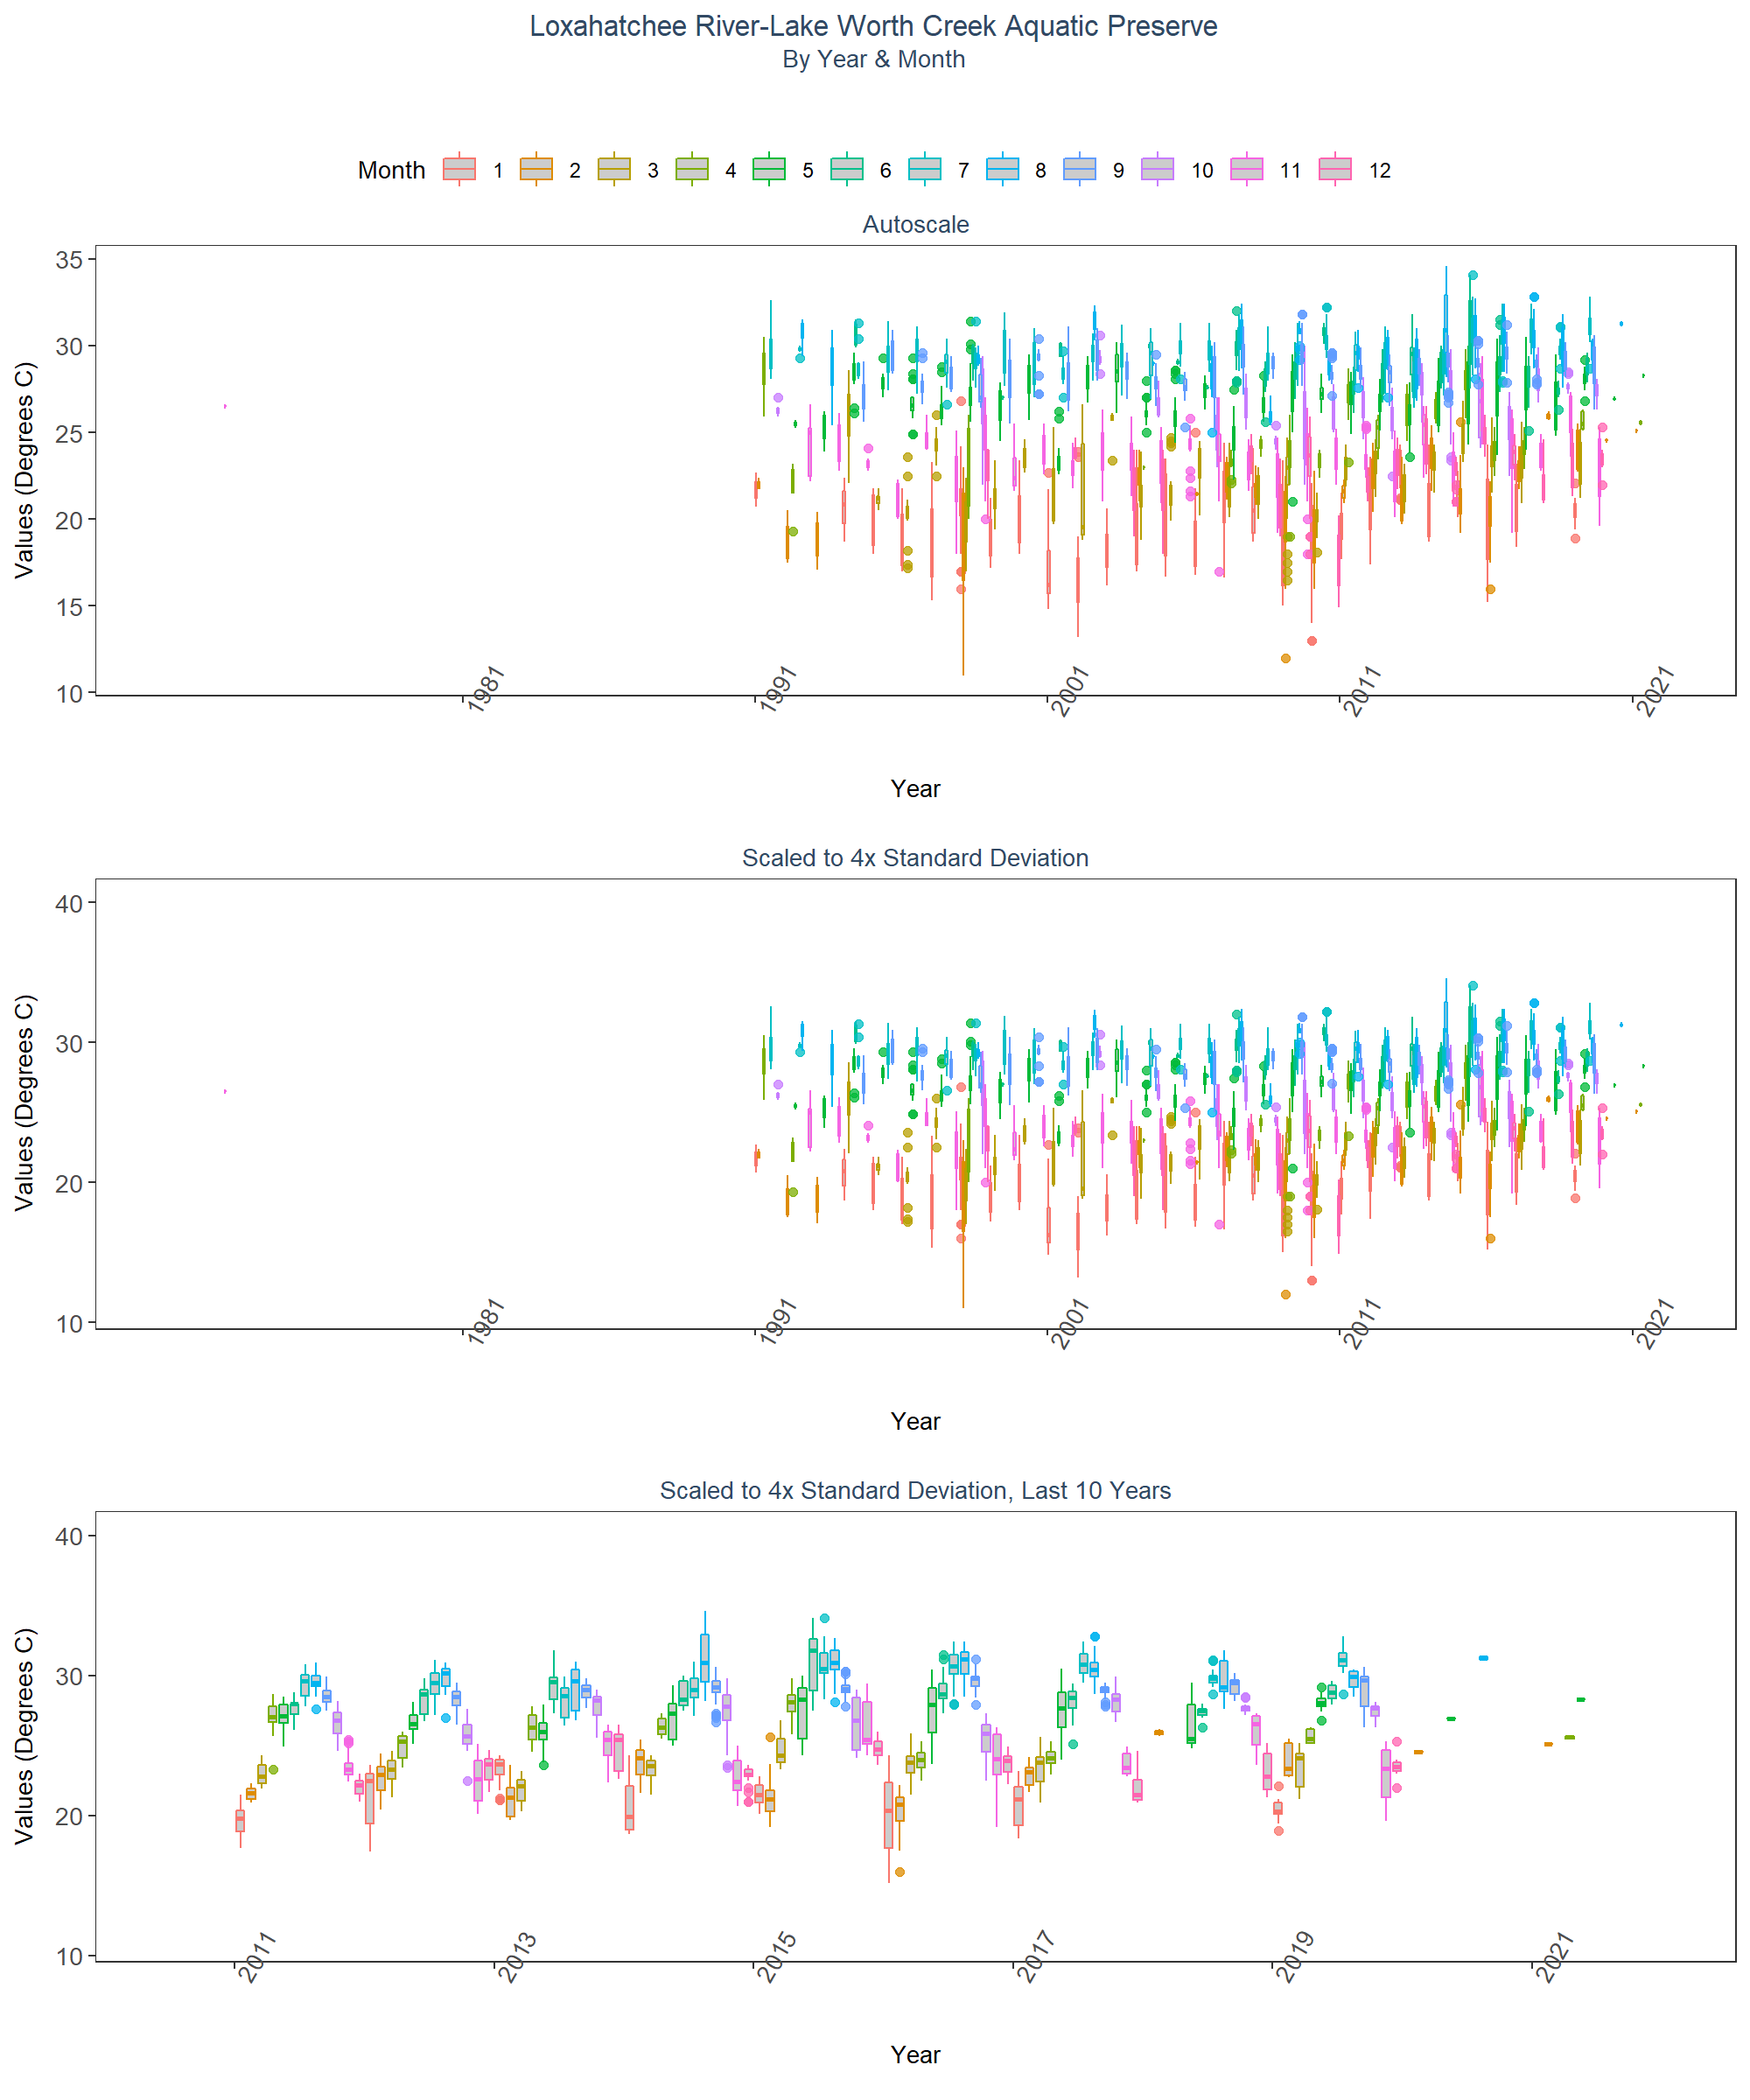 Loxahatchee River-Lake Worth Creek Aquatic Preserve
By Year & Month
Month 1 2 3 4 5 6 7 8 9 10 11 12
Autoscale
35
30
25
20
15
10
Values (Degrees C)
1981 1991 2001 2011 2021
Year
Scaled to 4x Standard Deviation
40
30
20
10
Values (Degrees C)
1981 1991 2001 2011 2021
Year
Scaled to 4x Standard Deviation, Last 10 Years
40
30
20
10
Values (Degrees C)
2011 2013 2015 2017 2019 2021
Year